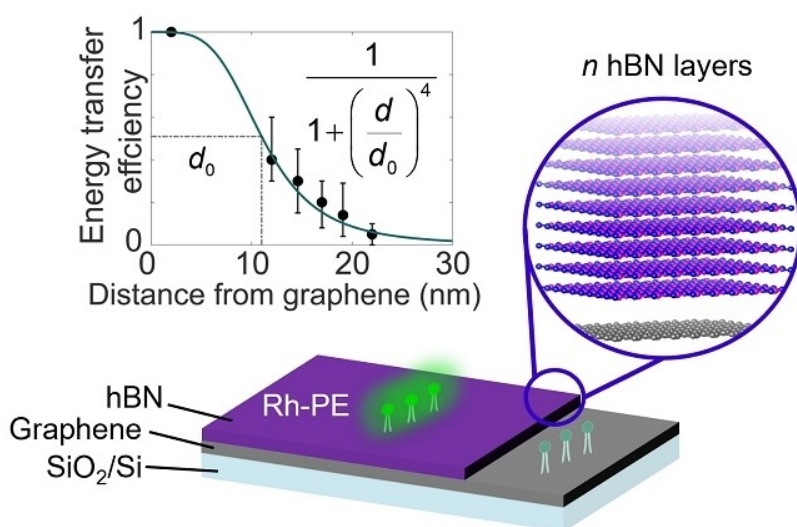 1
0
Energy transfer
effciency
d₀
1
1+(d/d₀)⁴
0 10 20 30
Distance from graphene (nm)
n hBN layers
hBN
Graphene
SiO₂/Si
Rh-PE